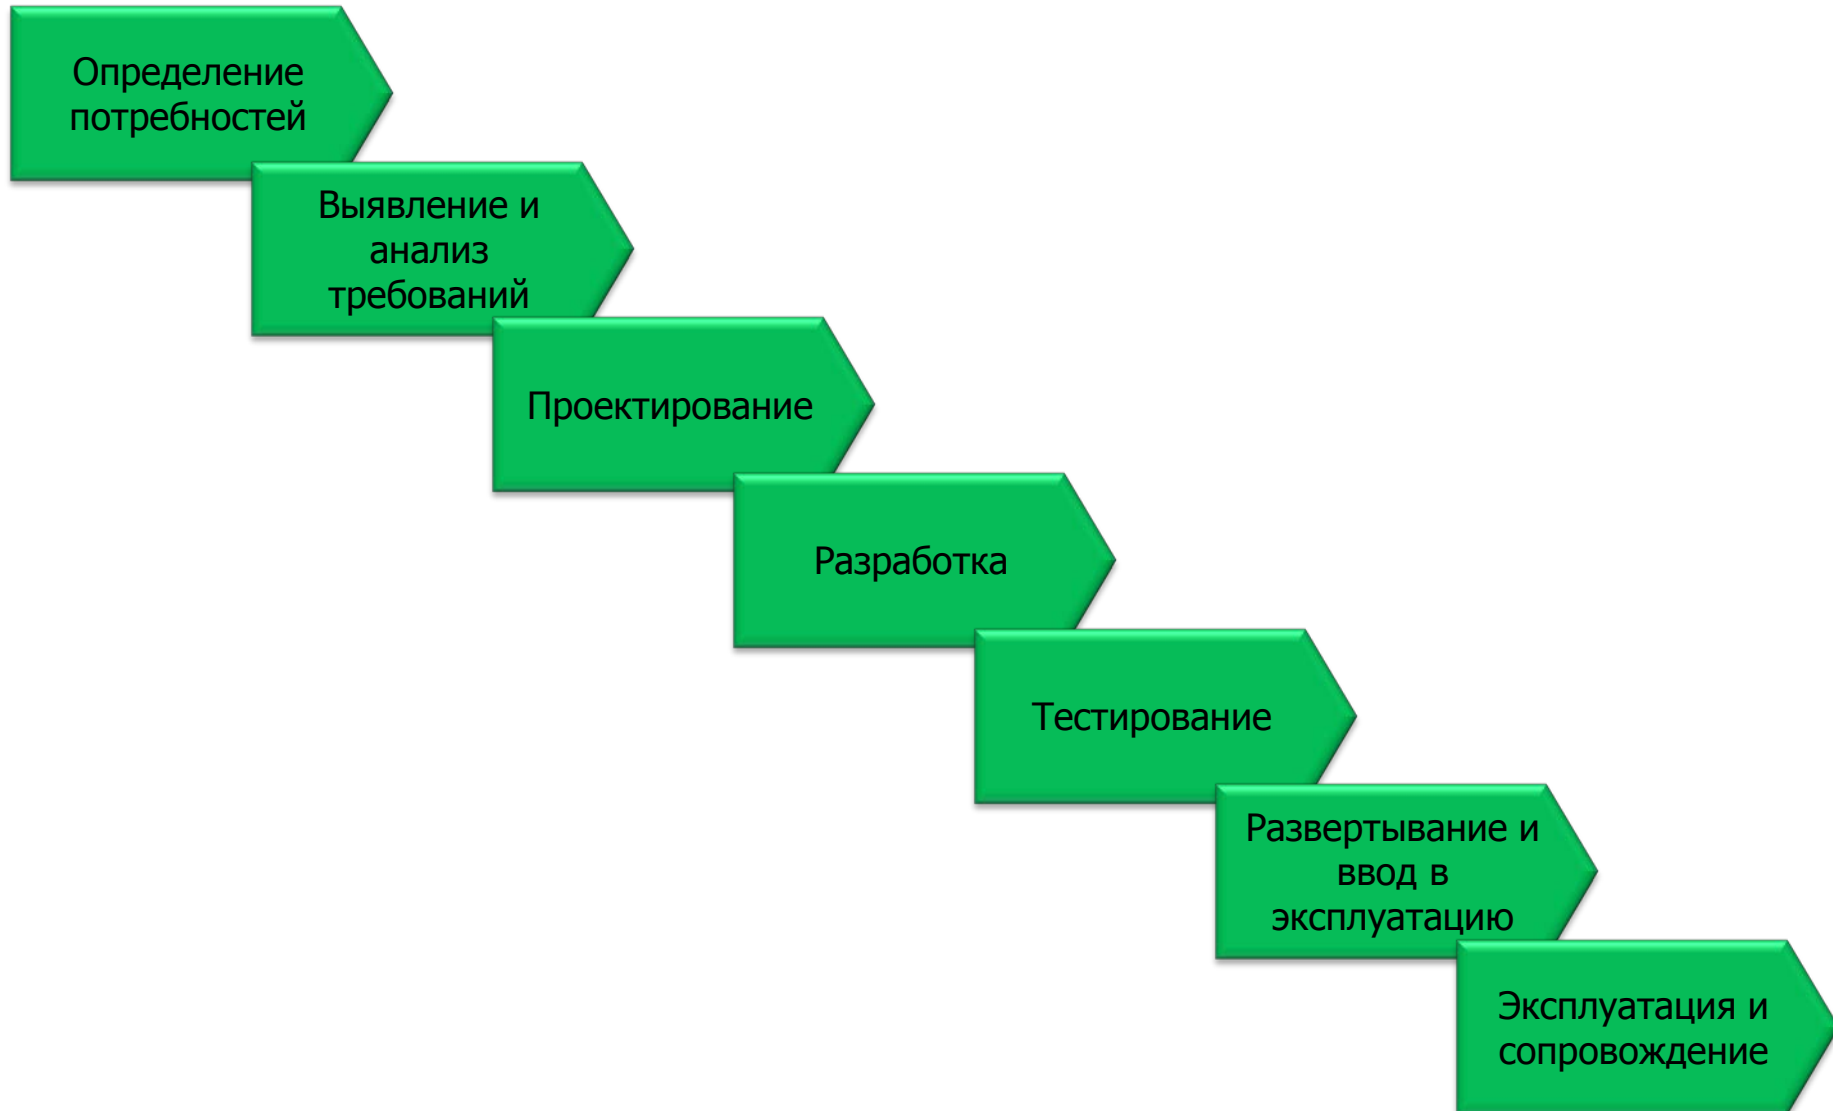 Определение
потребностей
Выявление и
анализ
требований
Проектирование
Разработка
Тестирование
Развертывание и
ввод в
эксплуатацию
Эксплуатация и
сопровождение